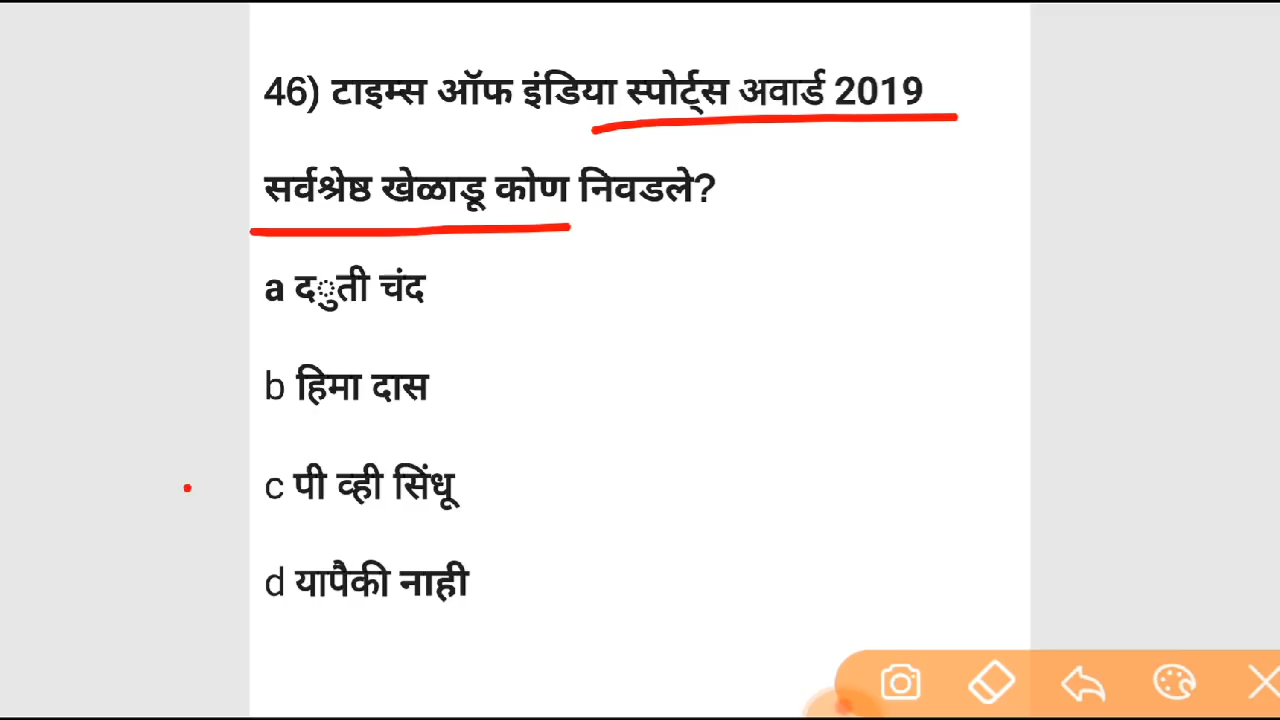 46) टाइम्स ऑफ इंडिया स्पोर्ट्स अवार्ड 2019
सर्वश्रेष्ठ खेळाडू कोण निवडले?
a द◌ुती चंद
b हिमा दास
c पी व्ही सिंधू
d यापैकी नाही